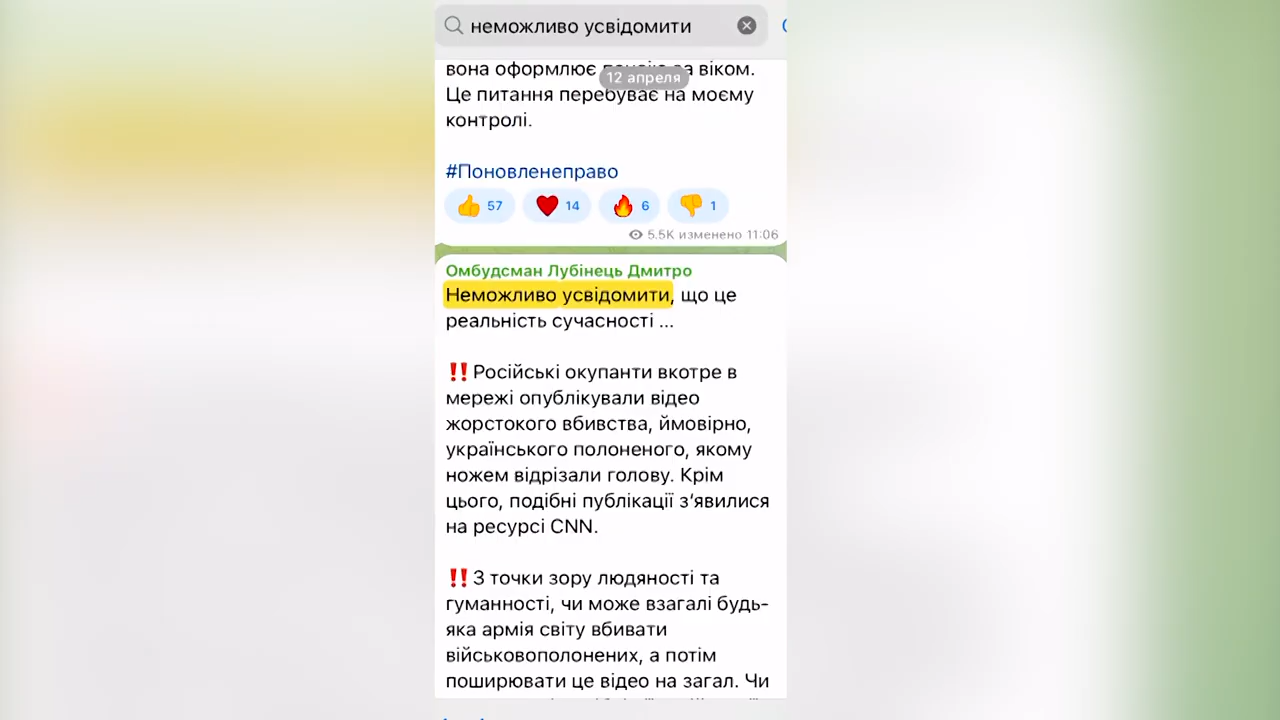 неможливо усвідомити
вона оформлює пенсію за віком.
12 апреля
Це питання перебуває на моєму
контролі.
#Поновленеправо
57 14 6 1
5.5K изменено 11:06
Омбудсман Лубінець Дмитро
Неможливо усвідомити, що це
реальність сучасності ...
‼️Російські окупанти вкотре в
мережі опублікували відео
жорстокого вбивства, ймовірно,
українського полоненого, якому
ножем відрізали голову. Крім
цього, подібні публікації з‘явилися
на ресурсі CNN.
‼️З точки зору людяності та
гуманності, чи може взагалі будь-
яка армія світу вбивати
військовополонених, а потім
поширювати це відео на загал. Чи